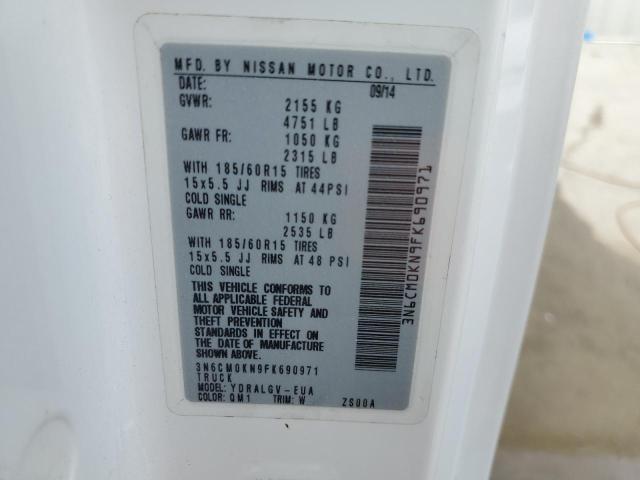 MFD. BY NISSAN MOTOR CO., LTD.
DATE: 09/14
GVWR: 2155 KG
4751 LB
GAWR FR: 1050 KG
2315 LB
WITH 185/60R15 TIRES
15x5.5 JJ RIMS AT 44PSI
COLD SINGLE
GAWR RR: 1150 KG
2535 LB
WITH 185/60R15 TIRES
15x5.5 JJ RIMS AT 48 PSI
COLD SINGLE
THIS VEHICLE CONFORMS TO
ALL APPLICABLE FEDERAL
MOTOR VEHICLE SAFETY AND
THEFT PREVENTION
STANDARDS IN EFFECT ON
THE DATE OF MANUFACTURE
SHOWN ABOVE.
3N6CM0KN9FK690971
TRUCK
MODEL: YDRALGV-EUA
COLOR: QM1 TRIM: W ZS00A
3N6CM0KN9FK690971